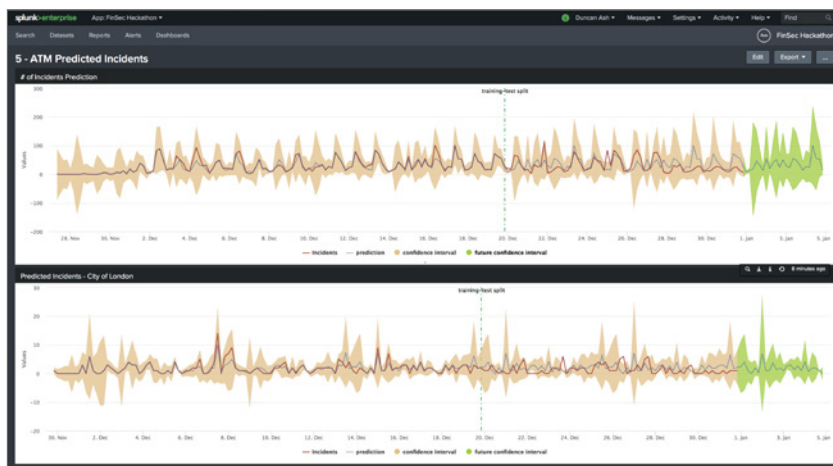 splunk>enterprise App: FinSec Hackathon ▾ Duncan Ash ▾ Messages ▾ Settings ▾ Activity ▾ Help ▾ Find
Search Datasets Reports Alerts Dashboards FinSec Hackathon
5 - ATM Predicted Incidents Edit Export ▾ ...
# of Incidents Prediction
training-test split
300
200
100
0
-100
-200
Values
28. Nov 30. Nov 2. Dec 4. Dec 6. Dec 8. Dec 10. Dec 12. Dec 14. Dec 16. Dec 18. Dec 20. Dec 22. Dec 24. Dec 26. Dec 28. Dec 30. Dec 1. Jan 3. Jan 5. Jan
Incidents prediction confidence interval future confidence interval
Predicted Incidents - City of London 8 minutes ago
training-test split
30
20
10
0
-10
-20
Values
30. Nov 2. Dec 4. Dec 6. Dec 8. Dec 10. Dec 12. Dec 14. Dec 16. Dec 18. Dec 20. Dec 22. Dec 24. Dec 26. Dec 28. Dec 30. Dec 1. Jan 3. Jan 5. Jan
Incidents prediction confidence interval future confidence interval